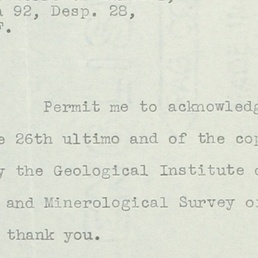 92, Desp. 28,
Permit me to acknowledg
26th ultimo and of the cop
the Geological Institute
and Minerological Survey o
thank you.